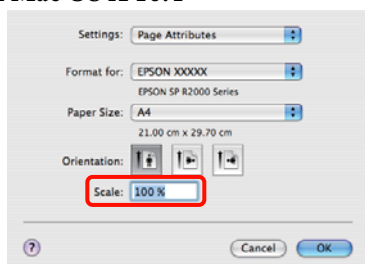 Mac OS X 10.4
Settings: Page Attributes
Format for: EPSON XXXXX
EPSON SP R2000 Series
Paper Size: A4
21.00 cm x 29.70 cm
Orientation:
Scale: 100 %
? Cancel OK